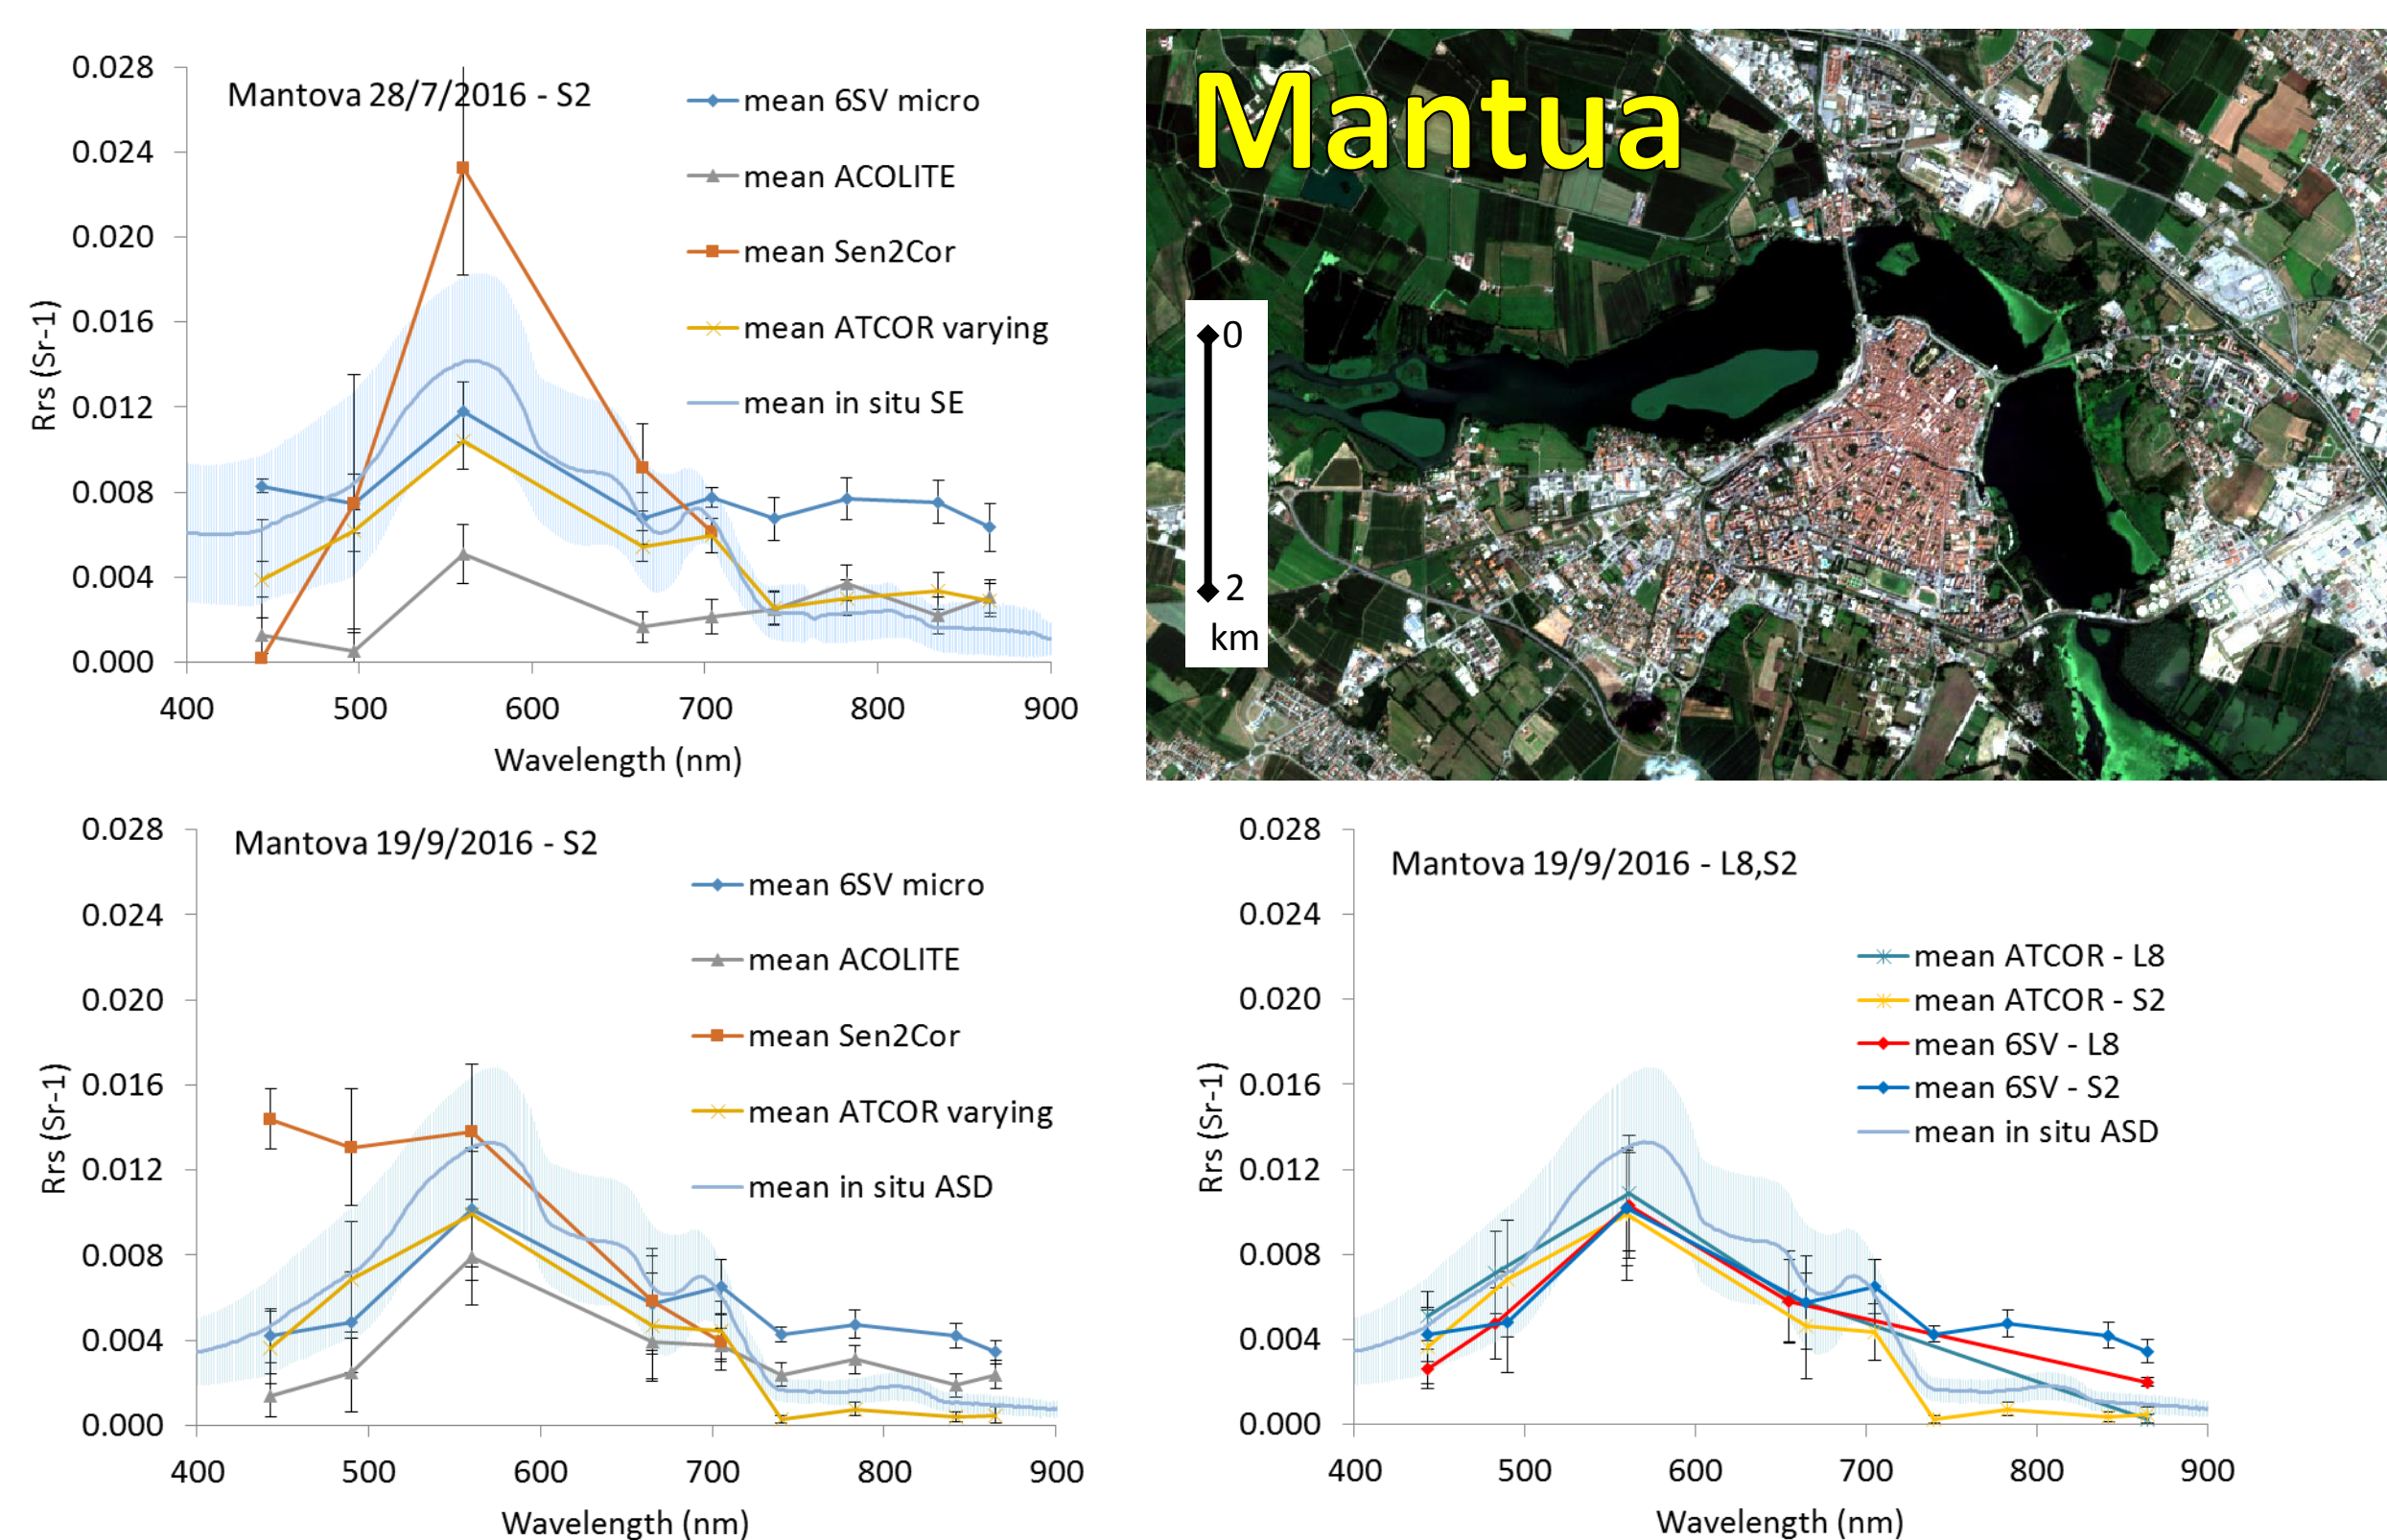 Mantova 28/7/2016 - S2
0.028
0.024
0.020
0.016
0.012
0.008
0.004
0.000
Rrs (Sr-1)
400 500 600 700 800 900
Wavelength (nm)
mean 6SV micro
mean ACOLITE
mean Sen2Cor
mean ATCOR varying
mean in situ SE
Mantua
0
2
km
Mantova 19/9/2016 - S2
0.028
0.024
0.020
0.016
0.012
0.008
0.004
0.000
Rrs (Sr-1)
400 500 600 700 800 900
Wavelength (nm)
mean 6SV micro
mean ACOLITE
mean Sen2Cor
mean ATCOR varying
mean in situ ASD
Mantova 19/9/2016 - L8,S2
0.028
0.024
0.020
0.016
0.012
0.008
0.004
0.000
Rrs (Sr-1)
400 500 600 700 800 900
Wavelength (nm)
mean ATCOR - L8
mean ATCOR - S2
mean 6SV - L8
mean 6SV - S2
mean in situ ASD